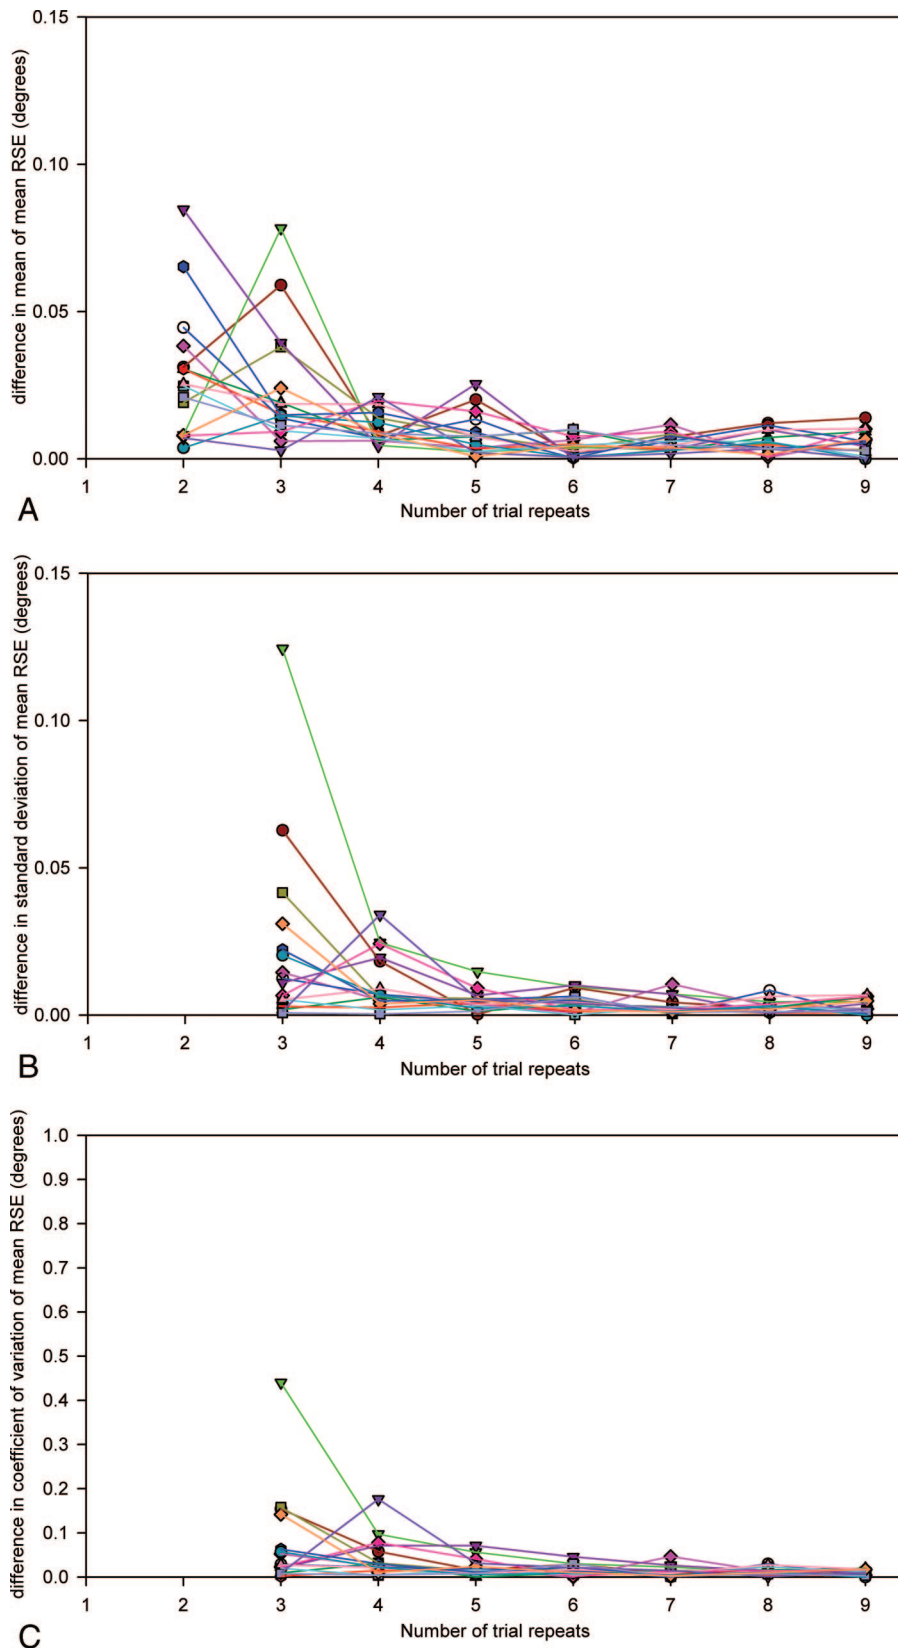 difference in mean of mean RSE (degrees)
0.15
0.10
0.05
0.00
1 2 3 4 5 6 7 8 9
Number of trial repeats
A
difference in standard deviation of mean RSE (degrees)
0.15
0.10
0.05
0.00
1 2 3 4 5 6 7 8 9
Number of trial repeats
B
difference in coefficient of variation of mean RSE (degrees)
1.0
0.9
0.8
0.7
0.6
0.5
0.4
0.3
0.2
0.1
0.0
1 2 3 4 5 6 7 8 9
Number of trial repeats
C